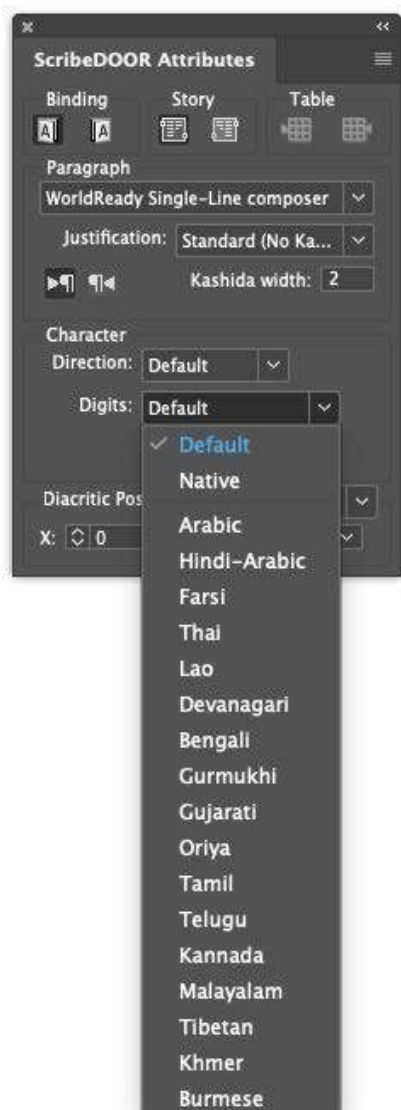 ScribeDOOR Attributes
Binding Story Table
Paragraph
WorldReady Single-Line composer
Justification: Standard (No Ka...
Kashida width: 2
Character
Direction: Default
Digits: Default
Default
Native
Diacritic Pos
Arabic
X: 0
Hindi-Arabic
Farsi
Thai
Lao
Devanagari
Bengali
Gurmukhi
Gujarati
Oriya
Tamil
Telugu
Kannada
Malayalam
Tibetan
Khmer
Burmese